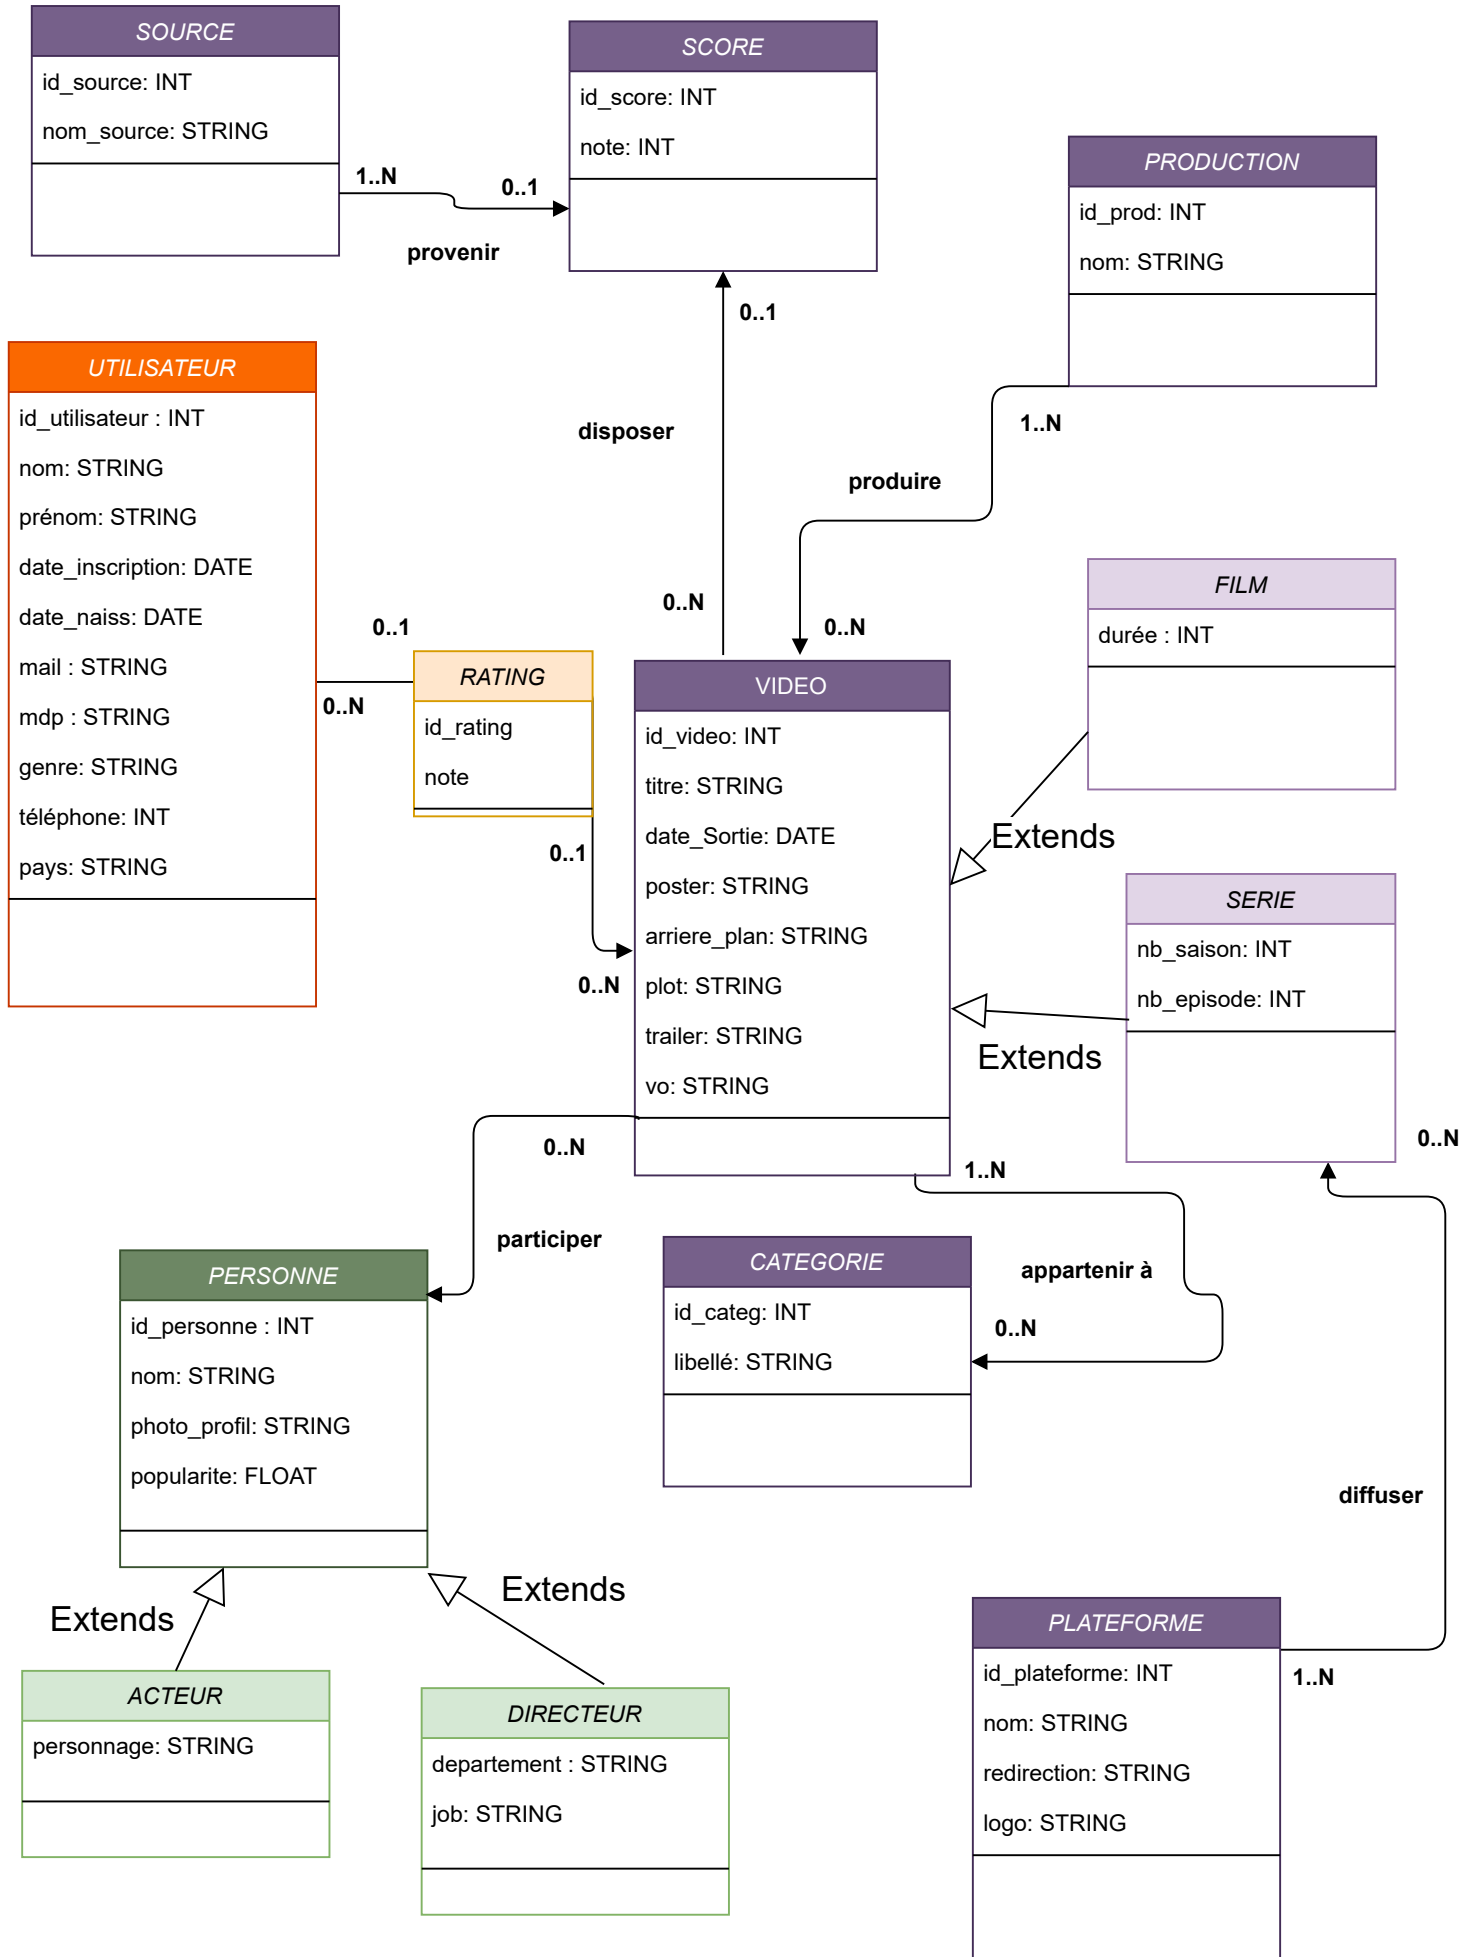 SOURCE
id_source: INT
nom_source: STRING
SCORE
id_score: INT
note: INT
1..N
0..1
provenir
PRODUCTION
id_prod: INT
nom: STRING
0..1
1..N
disposer
produire
UTILISATEUR
id_utilisateur : INT
nom: STRING
prénom: STRING
date_inscription: DATE
date_naiss: DATE
mail : STRING
mdp : STRING
genre: STRING
téléphone: INT
pays: STRING
0..1
0..N
RATING
id_rating
note
0..1
0..N
0..N
0..N
VIDEO
id_video: INT
titre: STRING
date_Sortie: DATE
poster: STRING
arriere_plan: STRING
plot: STRING
trailer: STRING
vo: STRING
FILM
durée : INT
Extends
SERIE
nb_saison: INT
nb_episode: INT
Extends
0..N
0..N
1..N
participer
PERSONNE
id_personne : INT
nom: STRING
photo_profil: STRING
popularite: FLOAT
CATEGORIE
id_categ: INT
libellé: STRING
appartenir à
0..N
diffuser
Extends
Extends
ACTEUR
personnage: STRING
DIRECTEUR
departement : STRING
job: STRING
PLATEFORME
id_plateforme: INT
nom: STRING
redirection: STRING
logo: STRING
1..N